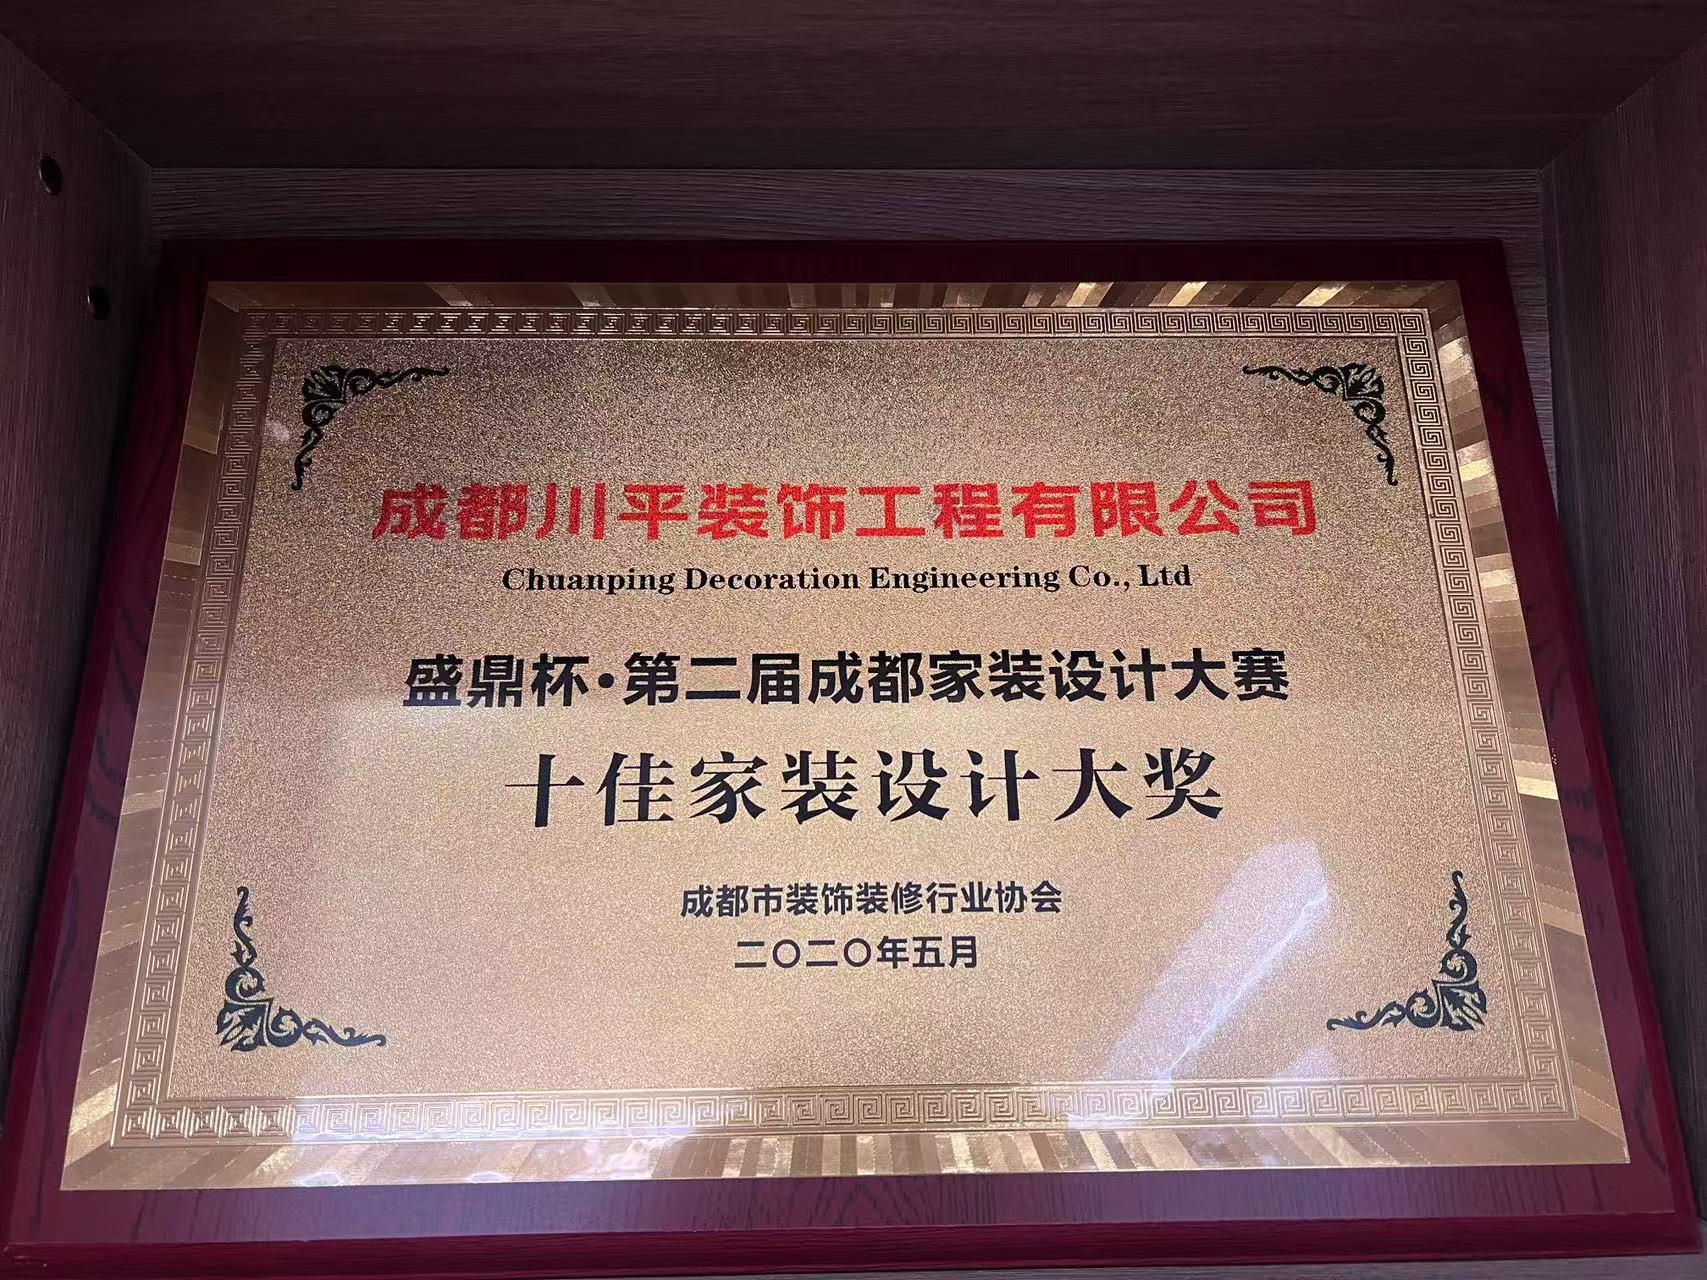 成都川平装饰工程有限公司
Chuanping Decoration Engineering Co., Ltd
盛鼎杯·第二届成都家装设计大赛
十佳家装设计大奖
成都市装饰装修行业协会
二〇二〇年五月